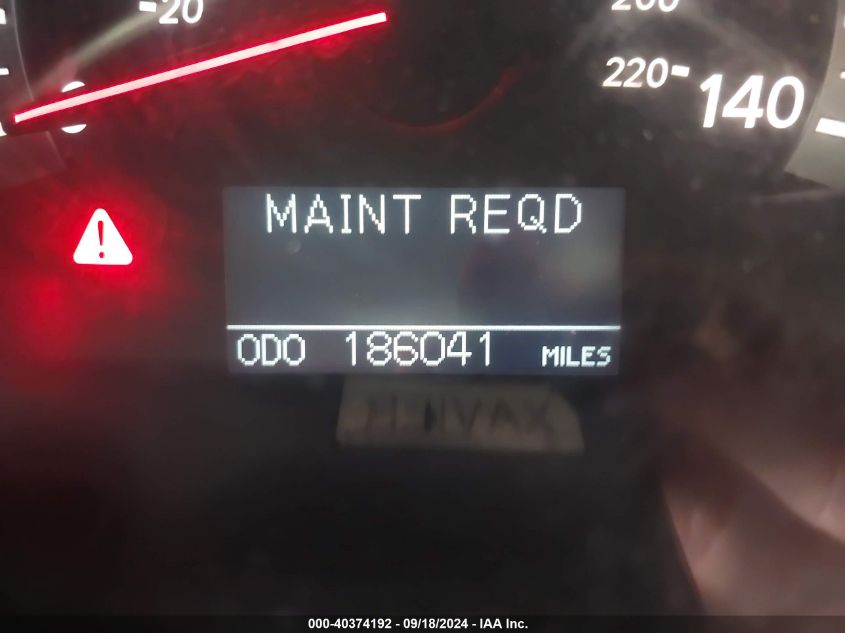 -20
200
220-
140
MAINT REQD
ODO 186041 MILES
000-40374192 - 09/18/2024 - IAA Inc.